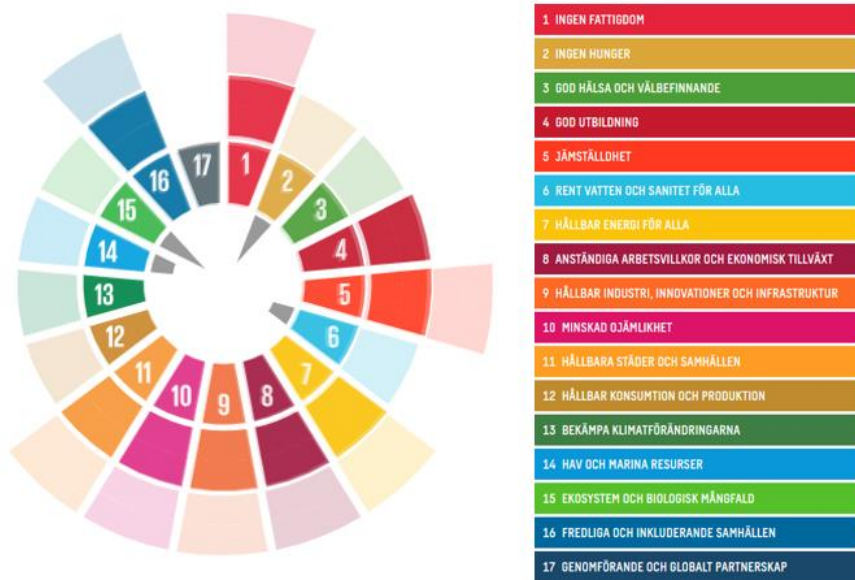 1
2
3
4
5
6
7
8
9
10
11
12
13
14
15
16
17
1 INGEN FATTIGDOM
2 INGEN HUNGER
3 GOD HÄLSA OCH VÄLBEFINNANDE
4 GOD UTBILDNING
5 JÄMSTÄLLDHET
6 RENT VATTEN OCH SANITET FÖR ALLA
7 HÅLLBAR ENERGI FÖR ALLA
8 ANSTÄNDIGA ARBETSVILLKOR OCH EKONOMISK TILLVÄXT
9 HÅLLBAR INDUSTRI, INNOVATIONER OCH INFRASTRUKTUR
10 MINSKAD OJÄMLIKHET
11 HÅLLBARA STÄDER OCH SAMHÄLLEN
12 HÅLLBAR KONSUMTION OCH PRODUKTION
13 BEKÄMPA KLIMATFÖRÄNDRINGARNA
14 HAV OCH MARINA RESURSER
15 EKOSYSTEM OCH BIOLOGISK MÅNGFALD
16 FREDLIGA OCH INKLUDERANDE SAMHÄLLEN
17 GENOMFÖRANDE OCH GLOBALT PARTNERSKAP